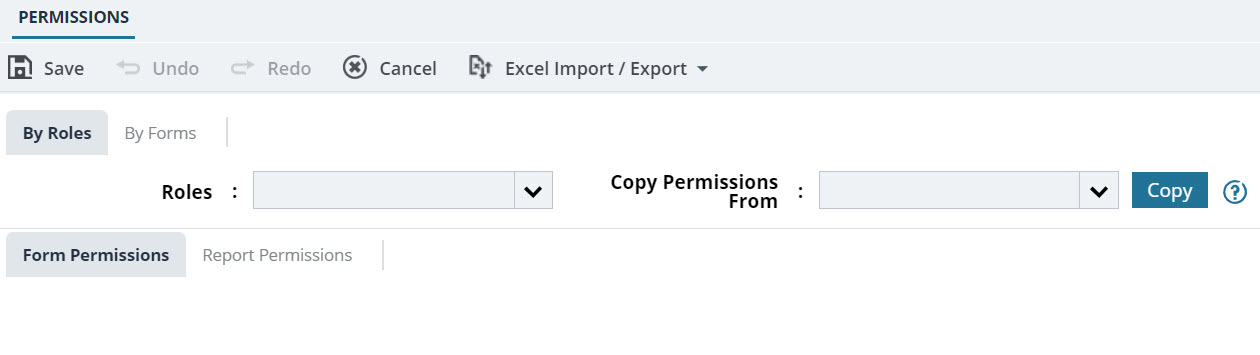 PERMISSIONS
Save Undo Redo Cancel Excel Import / Export
By Roles By Forms
Roles : Copy Permissions From : Copy ?
Form Permissions Report Permissions